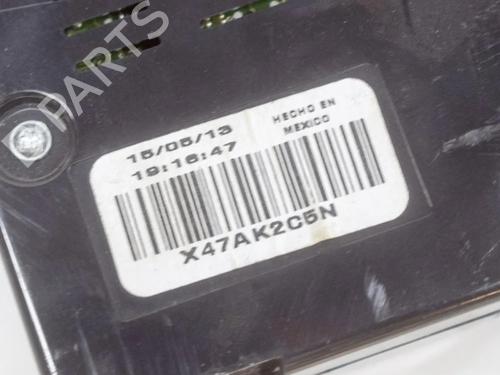 B-PARTS
15/05/13
19:16:47
HECHO EN
MEXICO
X47AK2C5N